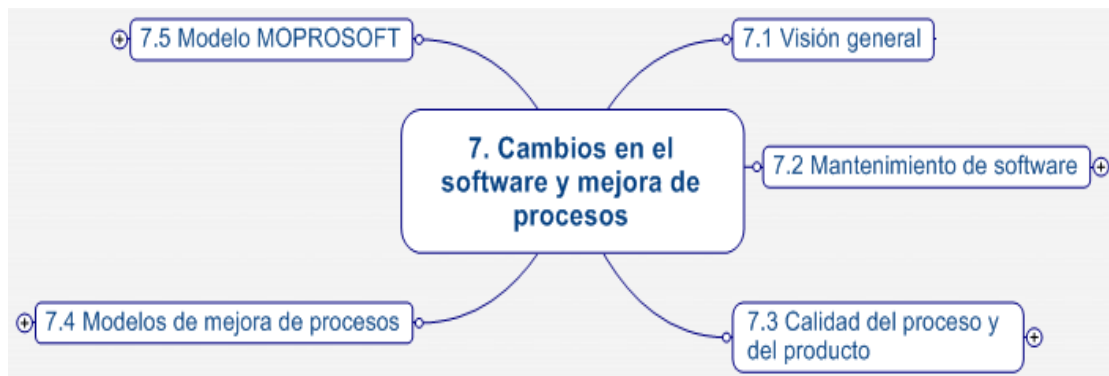 7.5 Modelo MOPROSOFT
7.1 Visión general
7. Cambios en el
software y mejora de
procesos
7.2 Mantenimiento de software
7.4 Modelos de mejora de procesos
7.3 Calidad del proceso y
del producto